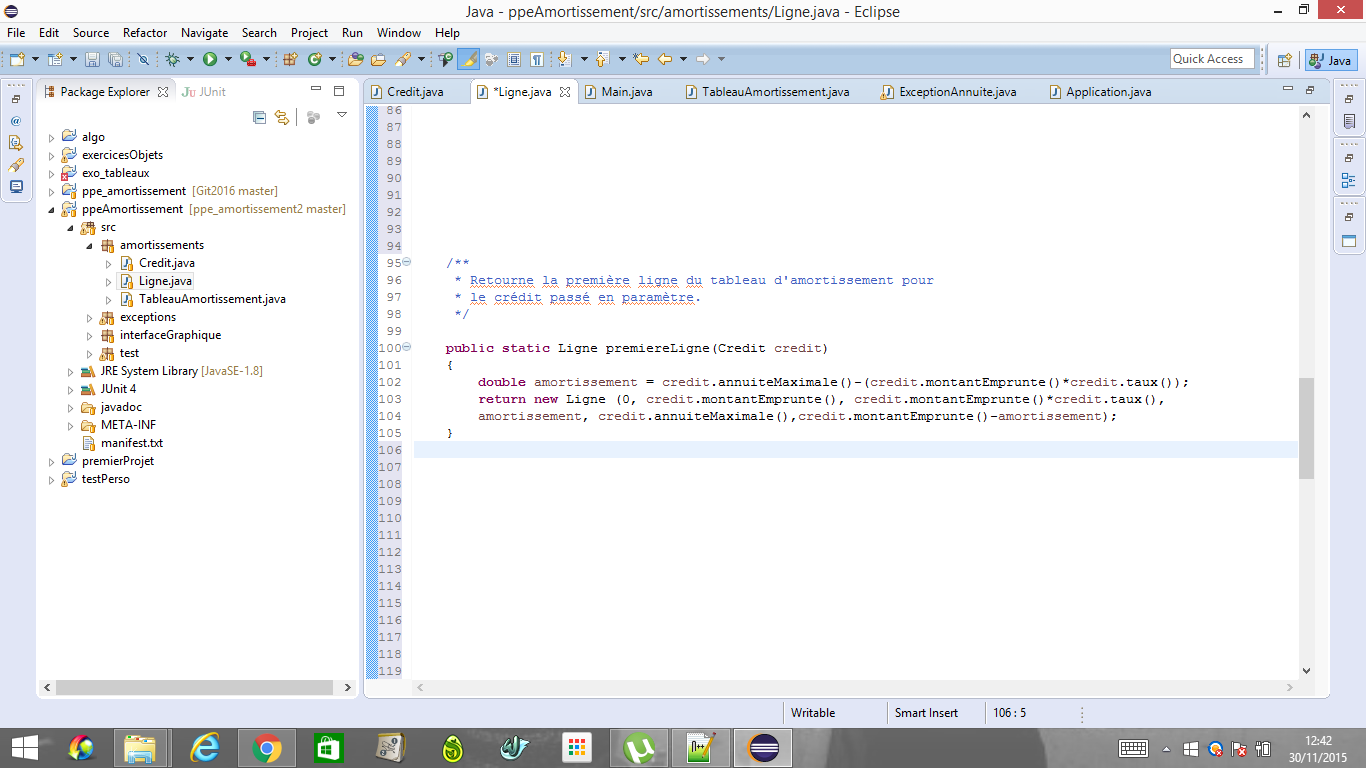 Java - ppeAmortissement/src/amortissements/Ligne.java - Eclipse
File Edit Source Refactor Navigate Search Project Run Window Help
Quick Access
Java
Package Explorer
JUnit
Credit.java
*Ligne.java
Main.java
TableauAmortissement.java
ExceptionAnnuite.java
Application.java
algo
exercicesObjets
exo_tableaux
ppe_amortissement [Git2016 master]
ppeAmortissement [ppe_amortissement2 master]
src
amortissements
Credit.java
Ligne.java
TableauAmortissement.java
exceptions
interfaceGraphique
test
JRE System Library [JavaSE-1.8]
JUnit 4
javadoc
META-INF
manifest.txt
premierProjet
testPerso
86
87
88
89
90
91
92
93
94
95 /**
96 * Retourne la première ligne du tableau d'amortissement pour
97 * le crédit passé en paramètre.
98 */
99
100 public static Ligne premiereLigne(Credit credit)
101 {
102 double amortissement = credit.annuiteMaximale()-(credit.montantEmprunte()*credit.taux());
103 return new Ligne (0, credit.montantEmprunte(), credit.montantEmprunte()*credit.taux(),
104 amortissement, credit.annuiteMaximale(),credit.montantEmprunte()-amortissement);
105 }
106
107
108
109
110
111
112
113
114
115
116
117
118
119
Writable
Smart Insert
106 : 5
12:42
30/11/2015